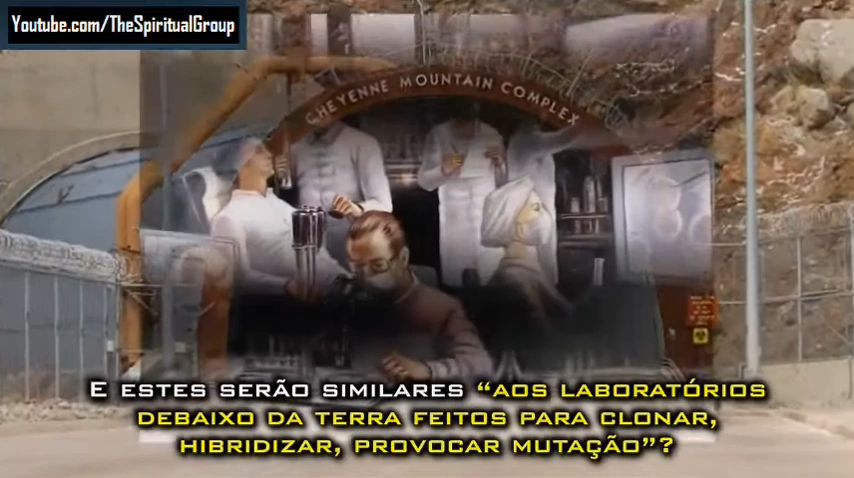 Youtube.com/TheSpiritualGroup
CHEYENNE MOUNTAIN COMPLEX
E ESTES SERÃO SIMILARES “AOS LABORATÓRIOS
DEBAIXO DA TERRA FEITOS PARA CLONAR,
HIBRIDIZAR, PROVOCAR MUTAÇÃO”?